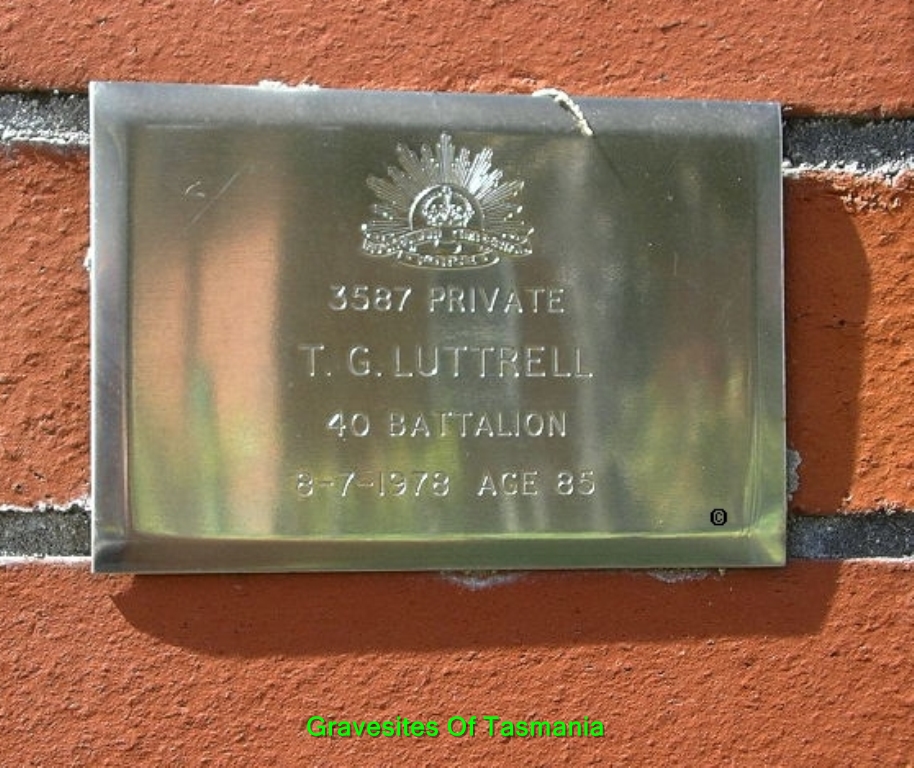 3587 PRIVATE
T. G. LUTTRELL
40 BATTALION
8-7-1978 AGE 85
©
Gravesites Of Tasmania